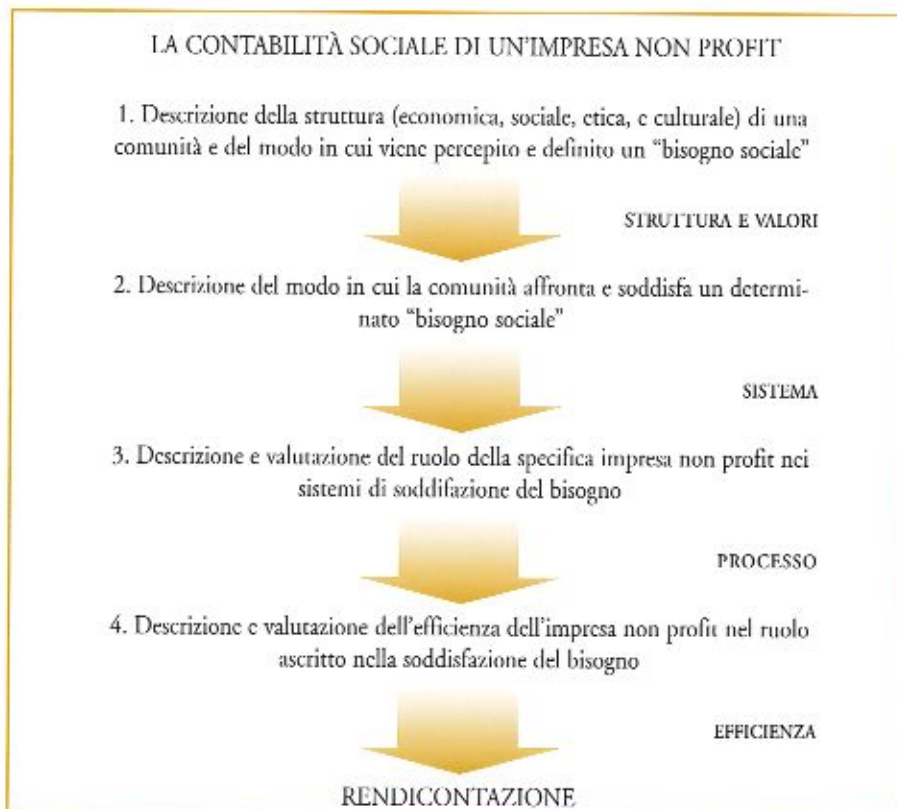 LA CONTABILITÀ SOCIALE DI UN'IMPRESA NON PROFIT
1. Descrizione della struttura (economica, sociale, etica, e culturale) di una
comunità e del modo in cui viene percepito e definito un “bisogno sociale”
STRUTTURA E VALORI
2. Descrizione del modo in cui la comunità affronta e soddisfa un determi-
nato “bisogno sociale”
SISTEMA
3. Descrizione e valutazione del ruolo della specifica impresa non profit nei
sistemi di soddifazione del bisogno
PROCESSO
4. Descrizione e valutazione dell’efficienza dell’impresa non profit nel ruolo
ascritto nella soddisfazione del bisogno
EFFICIENZA
RENDICONTAZIONE